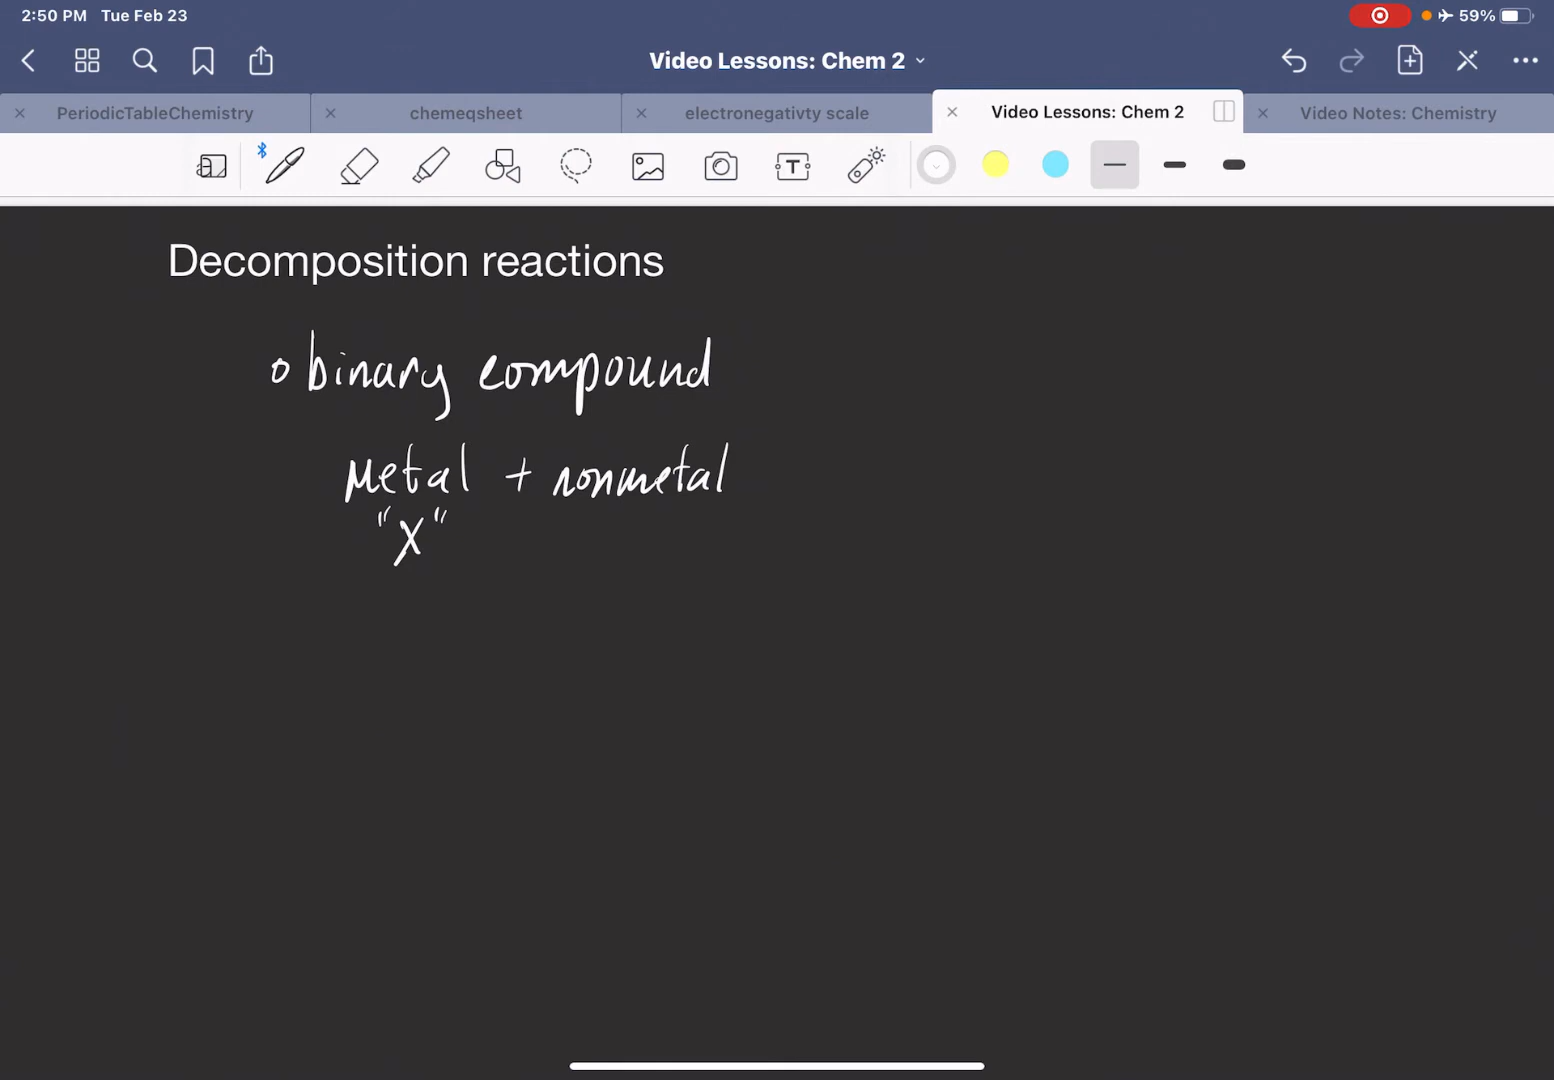 2:50 PM Tue Feb 23
59%
Video Lessons: Chem 2
PeriodicTableChemistry
chemeqsheet
electronegativty scale
Video Lessons: Chem 2
Video Notes: Chemistry
Decomposition reactions
o binary compound
Metal + nonmetal
"X"